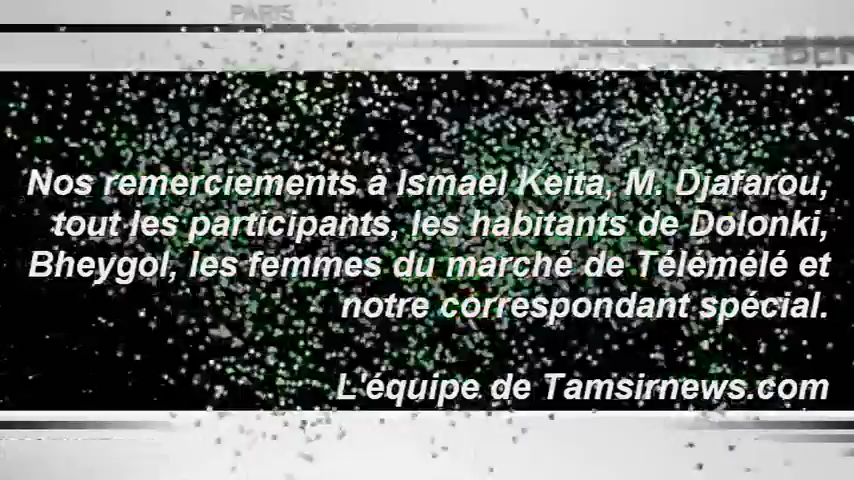 PARIS
Nos remerciements à Ismael Keita, M. Djafarou,
tout les participants, les habitants de Dolonki,
Bheygol, les femmes du marché de Télémélé et
notre correspondant spécial.
L'équipe de Tamsirnews.com